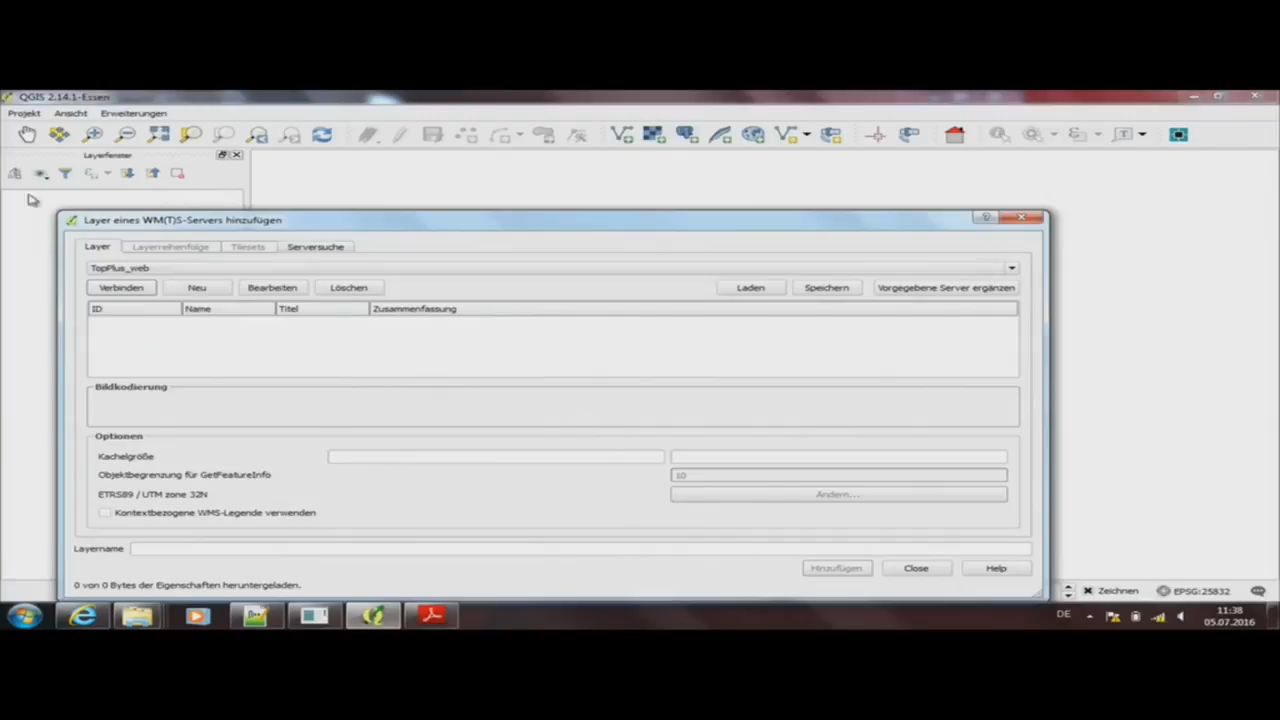 QGIS 2.14.1-Essen
Projekt Ansicht Erweiterungen
Layerfenster
Layer eines WM(T)S-Servers hinzufügen
Layer Layerreihenfolge Tilesets Serversuche
TopPlus_web
Verbinden Neu Bearbeiten Löschen Laden Speichern Vorgegebene Server ergänzen
ID Name Titel Zusammenfassung
Bildkodierung
Optionen
Kachelgröße
Objektbegrenzung für GetFeatureInfo 10
ETRS89 / UTM zone 32N Ändern...
Kontextbezogene WMS-Legende verwenden
Layername
Hinzufügen Close Help
0 von 0 Bytes der Eigenschaften heruntergeladen.
Zeichnen EPSG:25832
DE 11:38
05.07.2016